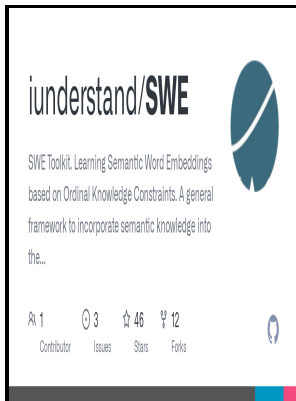 iunderstand/SWE
SWE Toolkit. Learning Semantic Word Embeddings
based on Ordinal Knowledge Constraints. A general
framework to incorporate semantic knowledge into
the...
1 3 46 12
Contributor Issues Stars Forks